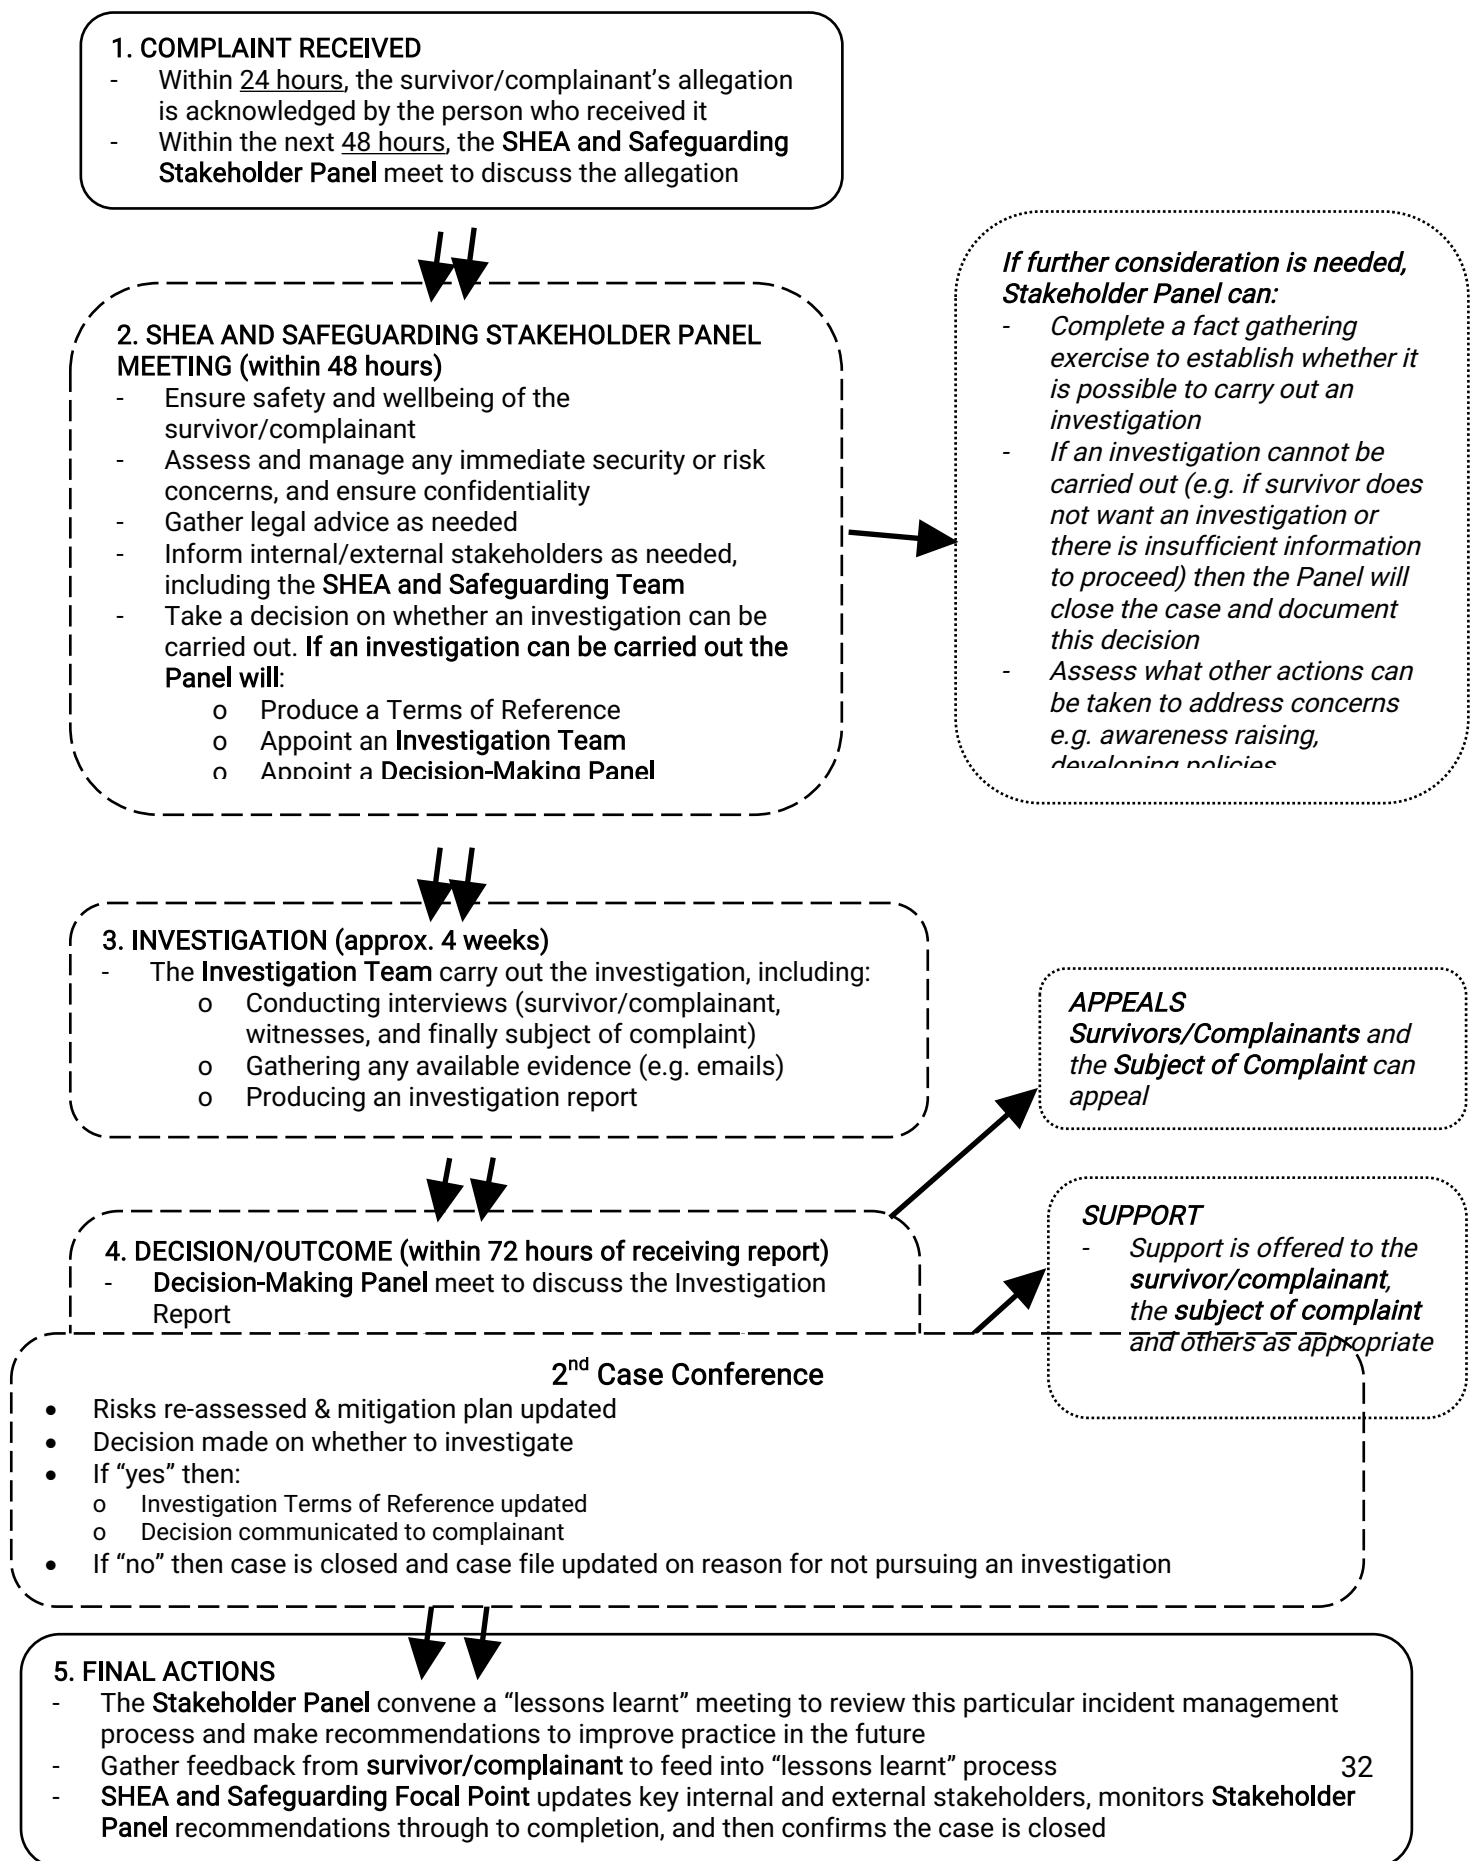 1. COMPLAINT RECEIVED
- Within 24 hours, the survivor/complainant's allegation
is acknowledged by the person who received it
- Within the next 48 hours, the SHEA and Safeguarding
Stakeholder Panel meet to discuss the allegation
2. SHEA AND SAFEGUARDING STAKEHOLDER PANEL
MEETING (within 48 hours)
- Ensure safety and wellbeing of the
survivor/complainant
- Assess and manage any immediate security or risk
concerns, and ensure confidentiality
- Gather legal advice as needed
- Inform internal/external stakeholders as needed,
including the SHEA and Safeguarding Team
- Take a decision on whether an investigation can be
carried out. If an investigation can be carried out the
Panel will:
o Produce a Terms of Reference
o Appoint an Investigation Team
o Appoint a Decision-Making Panel
If further consideration is needed,
Stakeholder Panel can:
- Complete a fact gathering
exercise to establish whether it
is possible to carry out an
investigation
- If an investigation cannot be
carried out (e.g. if survivor does
not want an investigation or
there is insufficient information
to proceed) then the Panel will
close the case and document
this decision
- Assess what other actions can
be taken to address concerns
e.g. awareness raising,
developing policies
3. INVESTIGATION (approx. 4 weeks)
- The Investigation Team carry out the investigation, including:
o Conducting interviews (survivor/complainant,
witnesses, and finally subject of complaint)
o Gathering any available evidence (e.g. emails)
o Producing an investigation report
APPEALS
Survivors/Complainants and
the Subject of Complaint can
appeal
4. DECISION/OUTCOME (within 72 hours of receiving report)
- Decision-Making Panel meet to discuss the Investigation
Report
SUPPORT
- Support is offered to the
survivor/complainant,
the subject of complaint
and others as appropriate
2nd Case Conference
• Risks re-assessed & mitigation plan updated
• Decision made on whether to investigate
• If "yes" then:
o Investigation Terms of Reference updated
o Decision communicated to complainant
• If "no" then case is closed and case file updated on reason for not pursuing an investigation
5. FINAL ACTIONS
- The Stakeholder Panel convene a "lessons learnt" meeting to review this particular incident management
process and make recommendations to improve practice in the future
- Gather feedback from survivor/complainant to feed into "lessons learnt" process
32
- SHEA and Safeguarding Focal Point updates key internal and external stakeholders, monitors Stakeholder
Panel recommendations through to completion, and then confirms the case is closed